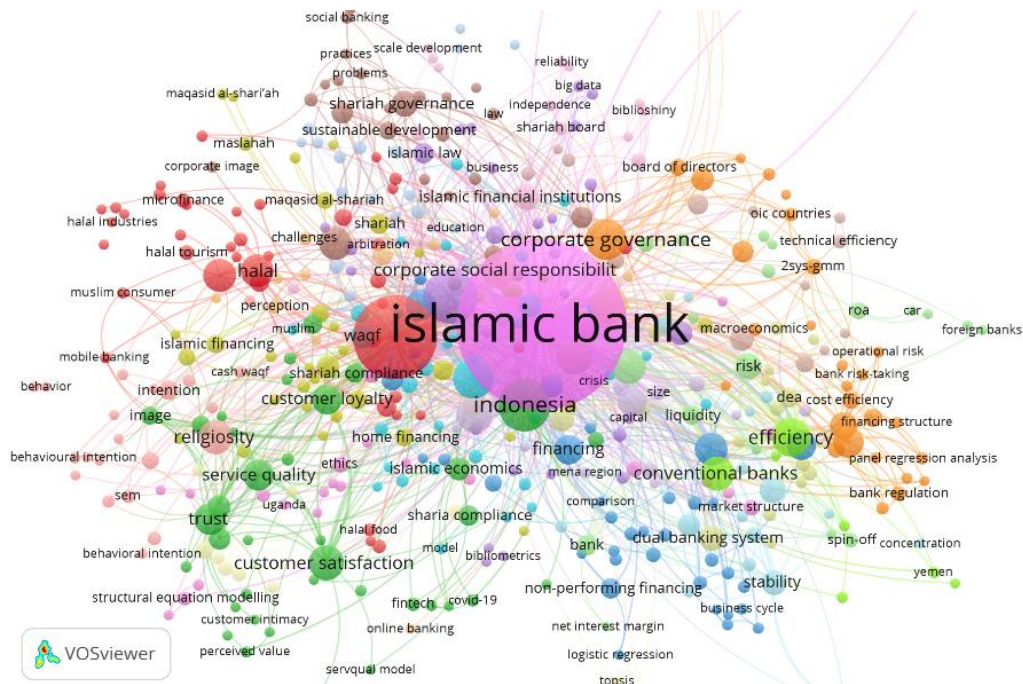 social banking
practices
scale development
problems
reliability
maqasid al-shari'ah
big data
shariah governance
independence
biblioshiny
law
sustainable development
shariah board
maslahah
islamic law
corporate image
business
board of directors
microfinance
maqasid al-shariah
islamic financial institutions
halal industries
shariah
education
oic countries
challenges
arbitration
corporate governance
technical efficiency
halal tourism
halal
corporate social responsibilit
2sys-gmm
muslim consumer
perception
islamic bank
roa
car
muslim
waqf
macroeconomics
foreign banks
islamic financing
mobile banking
cash waqf
shariah compliance
operational risk
behavior
intention
customer loyalty
crisis
risk
bank risk-taking
size
dea
cost efficiency
image
indonesia
capital
liquidity
financing structure
religiosity
home financing
financing
efficiency
behavioural intention
service quality
ethics
islamic economics
mena region
conventional banks
panel regression analysis
sem
uganda
comparison
market structure
bank regulation
trust
halal food
sharia compliance
dual banking system
spin-off
concentration
behavioral intention
model
bank
customer satisfaction
bibliometrics
yemen
structural equation modelling
non-performing financing
stability
fintech
covid-19
business cycle
customer intimacy
online banking
net interest margin
perceived value
servqual model
logistic regression
topsis
VOSviewer